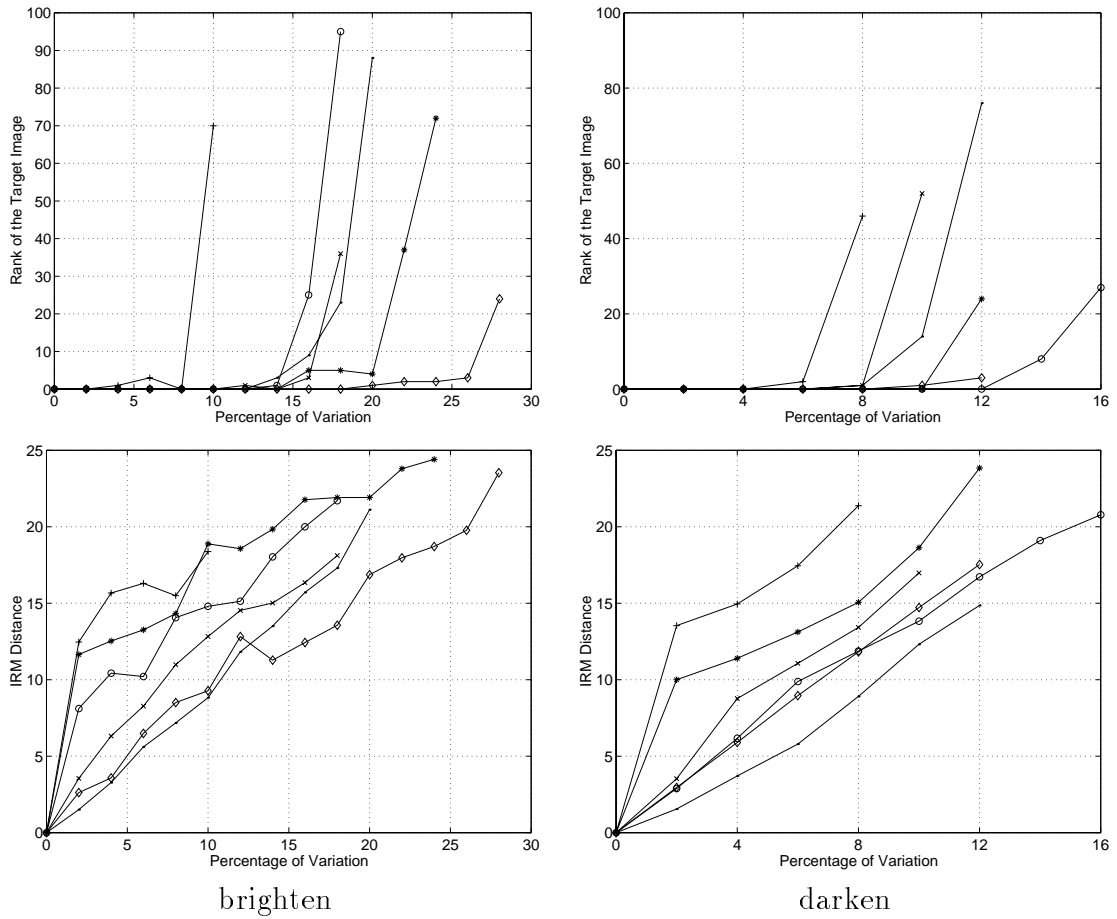 100
90
80
70
60
50
40
30
20
10
0
Rank of the Target Image
0 5 10 15 20 25 30
Percentage of Variation
100
80
60
40
20
0
Rank of the Target Image
0 4 8 12 16
Percentage of Variation
25
20
15
10
5
0
IRM Distance
0 5 10 15 20 25 30
Percentage of Variation
25
20
15
10
5
0
IRM Distance
0 4 8 12 16
Percentage of Variation
brighten
darken